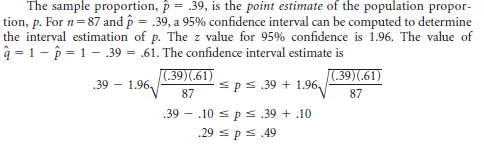 The sample proportion, p̂ = .39, is the point estimate of the population propor-
tion, p. For n = 87 and p̂ = .39, a 95% confidence interval can be computed to determine
the interval estimation of p. The z value for 95% confidence is 1.96. The value of
q̂ = 1 − p̂ = 1 − .39 = .61. The confidence interval estimate is
.39 − 1.96√((.39)(.61)/87) ≤ p ≤ .39 + 1.96√((.39)(.61)/87)
.39 − .10 ≤ p ≤ .39 + .10
.29 ≤ p ≤ .49